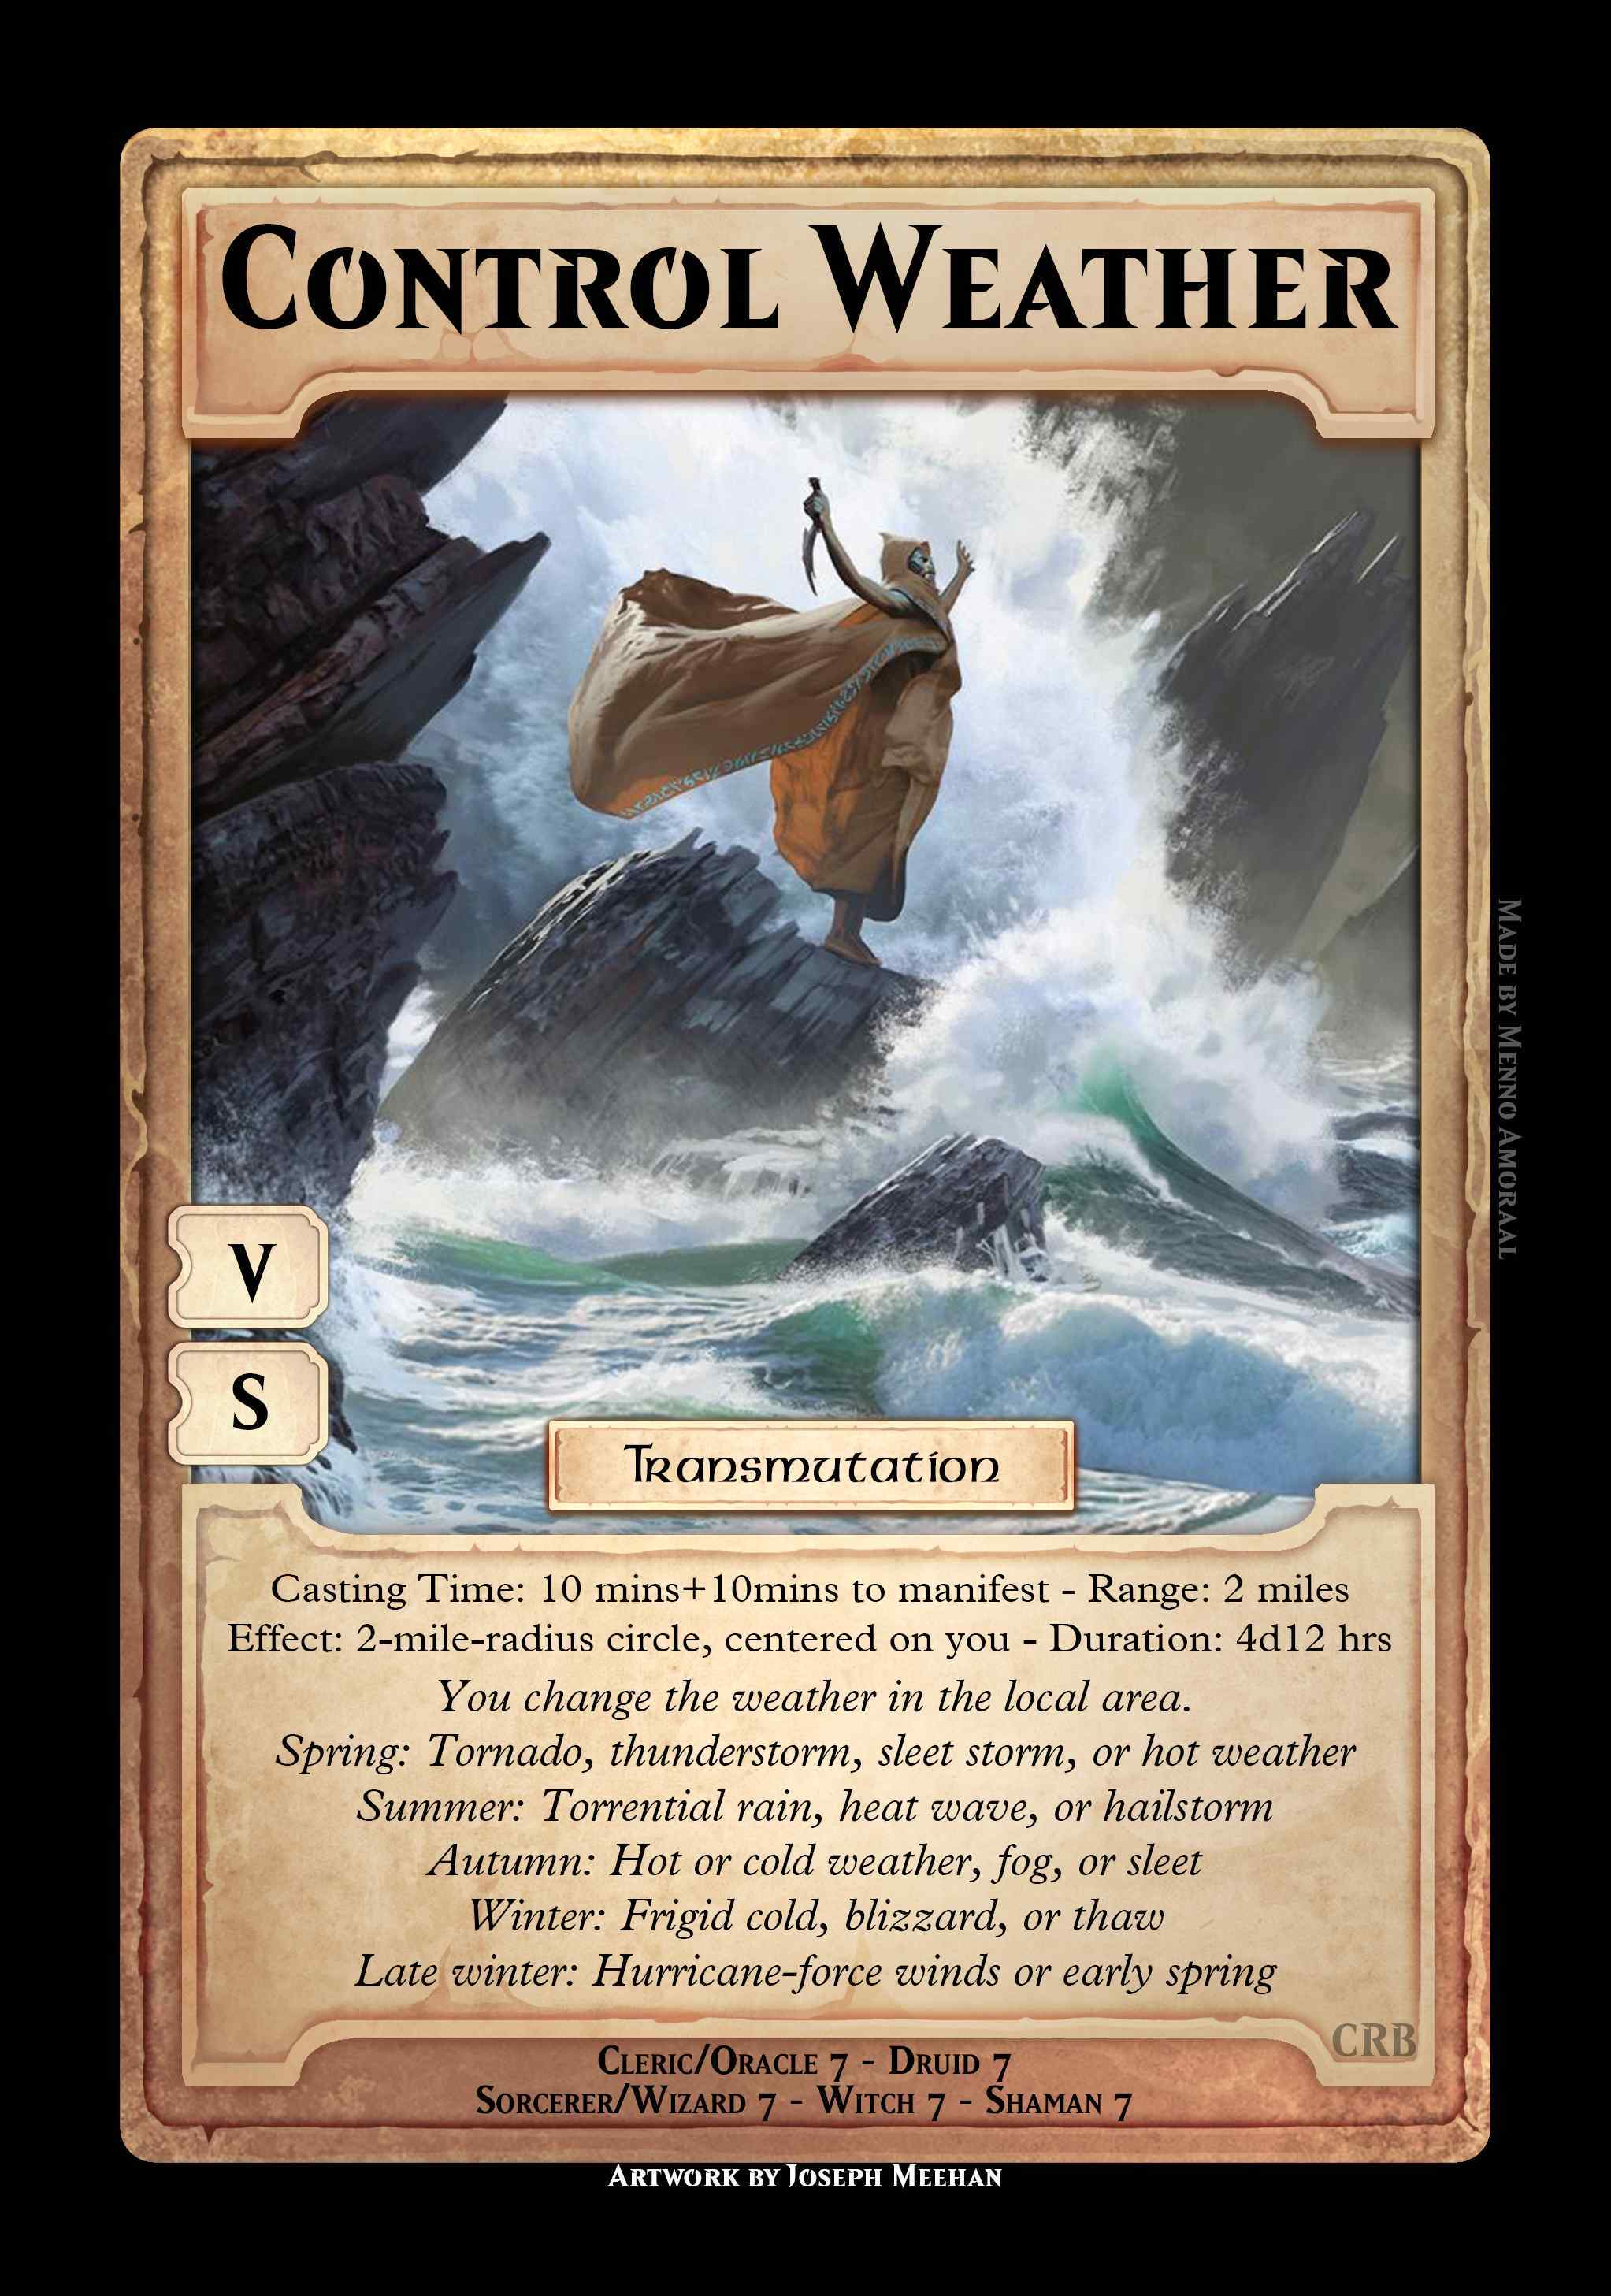 Control Weather
Made by Menno Amoraal
V
S
Transmutation
Casting Time: 10 mins+10mins to manifest - Range: 2 miles
Effect: 2-mile-radius circle, centered on you - Duration: 4d12 hrs
You change the weather in the local area.
Spring: Tornado, thunderstorm, sleet storm, or hot weather
Summer: Torrential rain, heat wave, or hailstorm
Autumn: Hot or cold weather, fog, or sleet
Winter: Frigid cold, blizzard, or thaw
Late winter: Hurricane-force winds or early spring
CRB
Cleric/Oracle 7 - Druid 7
Sorcerer/Wizard 7 - Witch 7 - Shaman 7
Artwork by Joseph Meehan